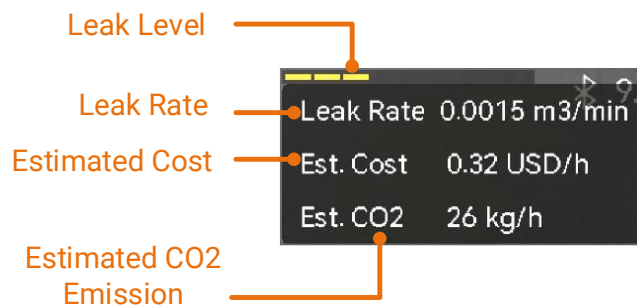 Leak Level
Leak Rate
Estimated Cost
Estimated CO2
Emission
9
Leak Rate 0.0015 m3/min
Est. Cost 0.32 USD/h
Est. CO2 26 kg/h